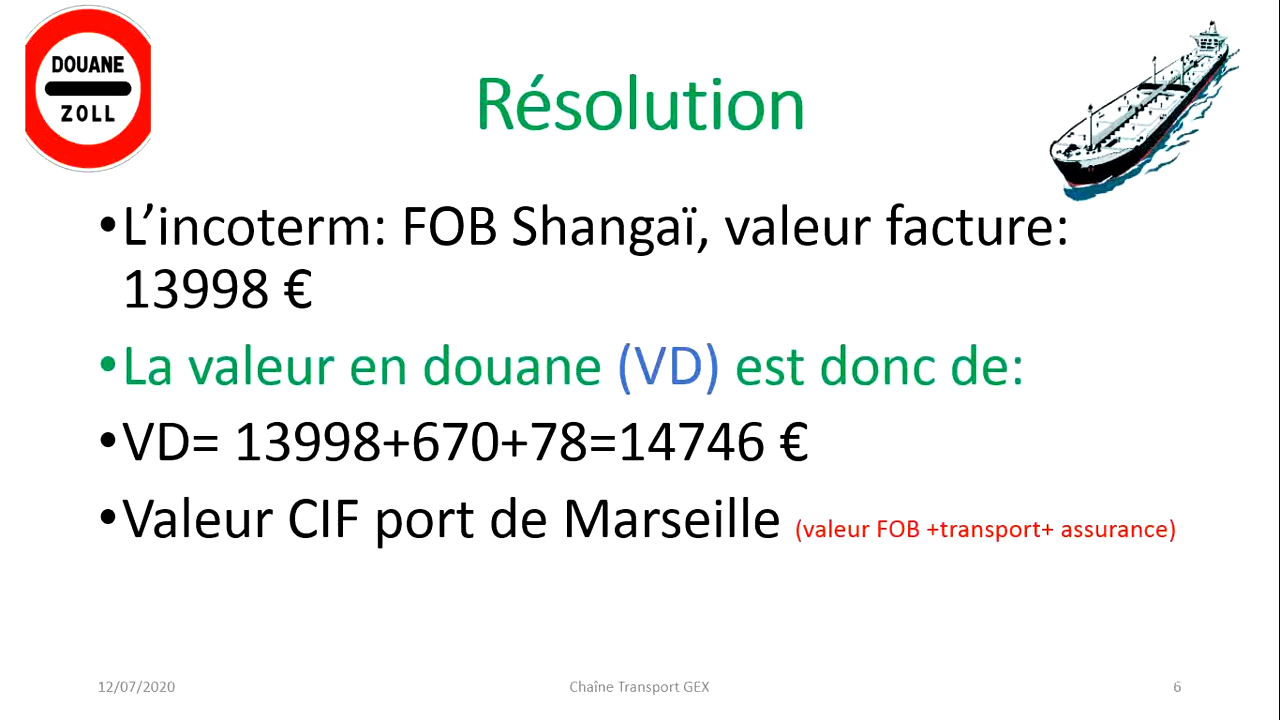 DOUANE
ZOLL
Résolution
•L’incoterm: FOB Shangaï, valeur facture:
13998 €
•La valeur en douane (VD) est donc de:
•VD= 13998+670+78=14746 €
•Valeur CIF port de Marseille (valeur FOB +transport+ assurance)
12/07/2020
Chaîne Transport GEX
6